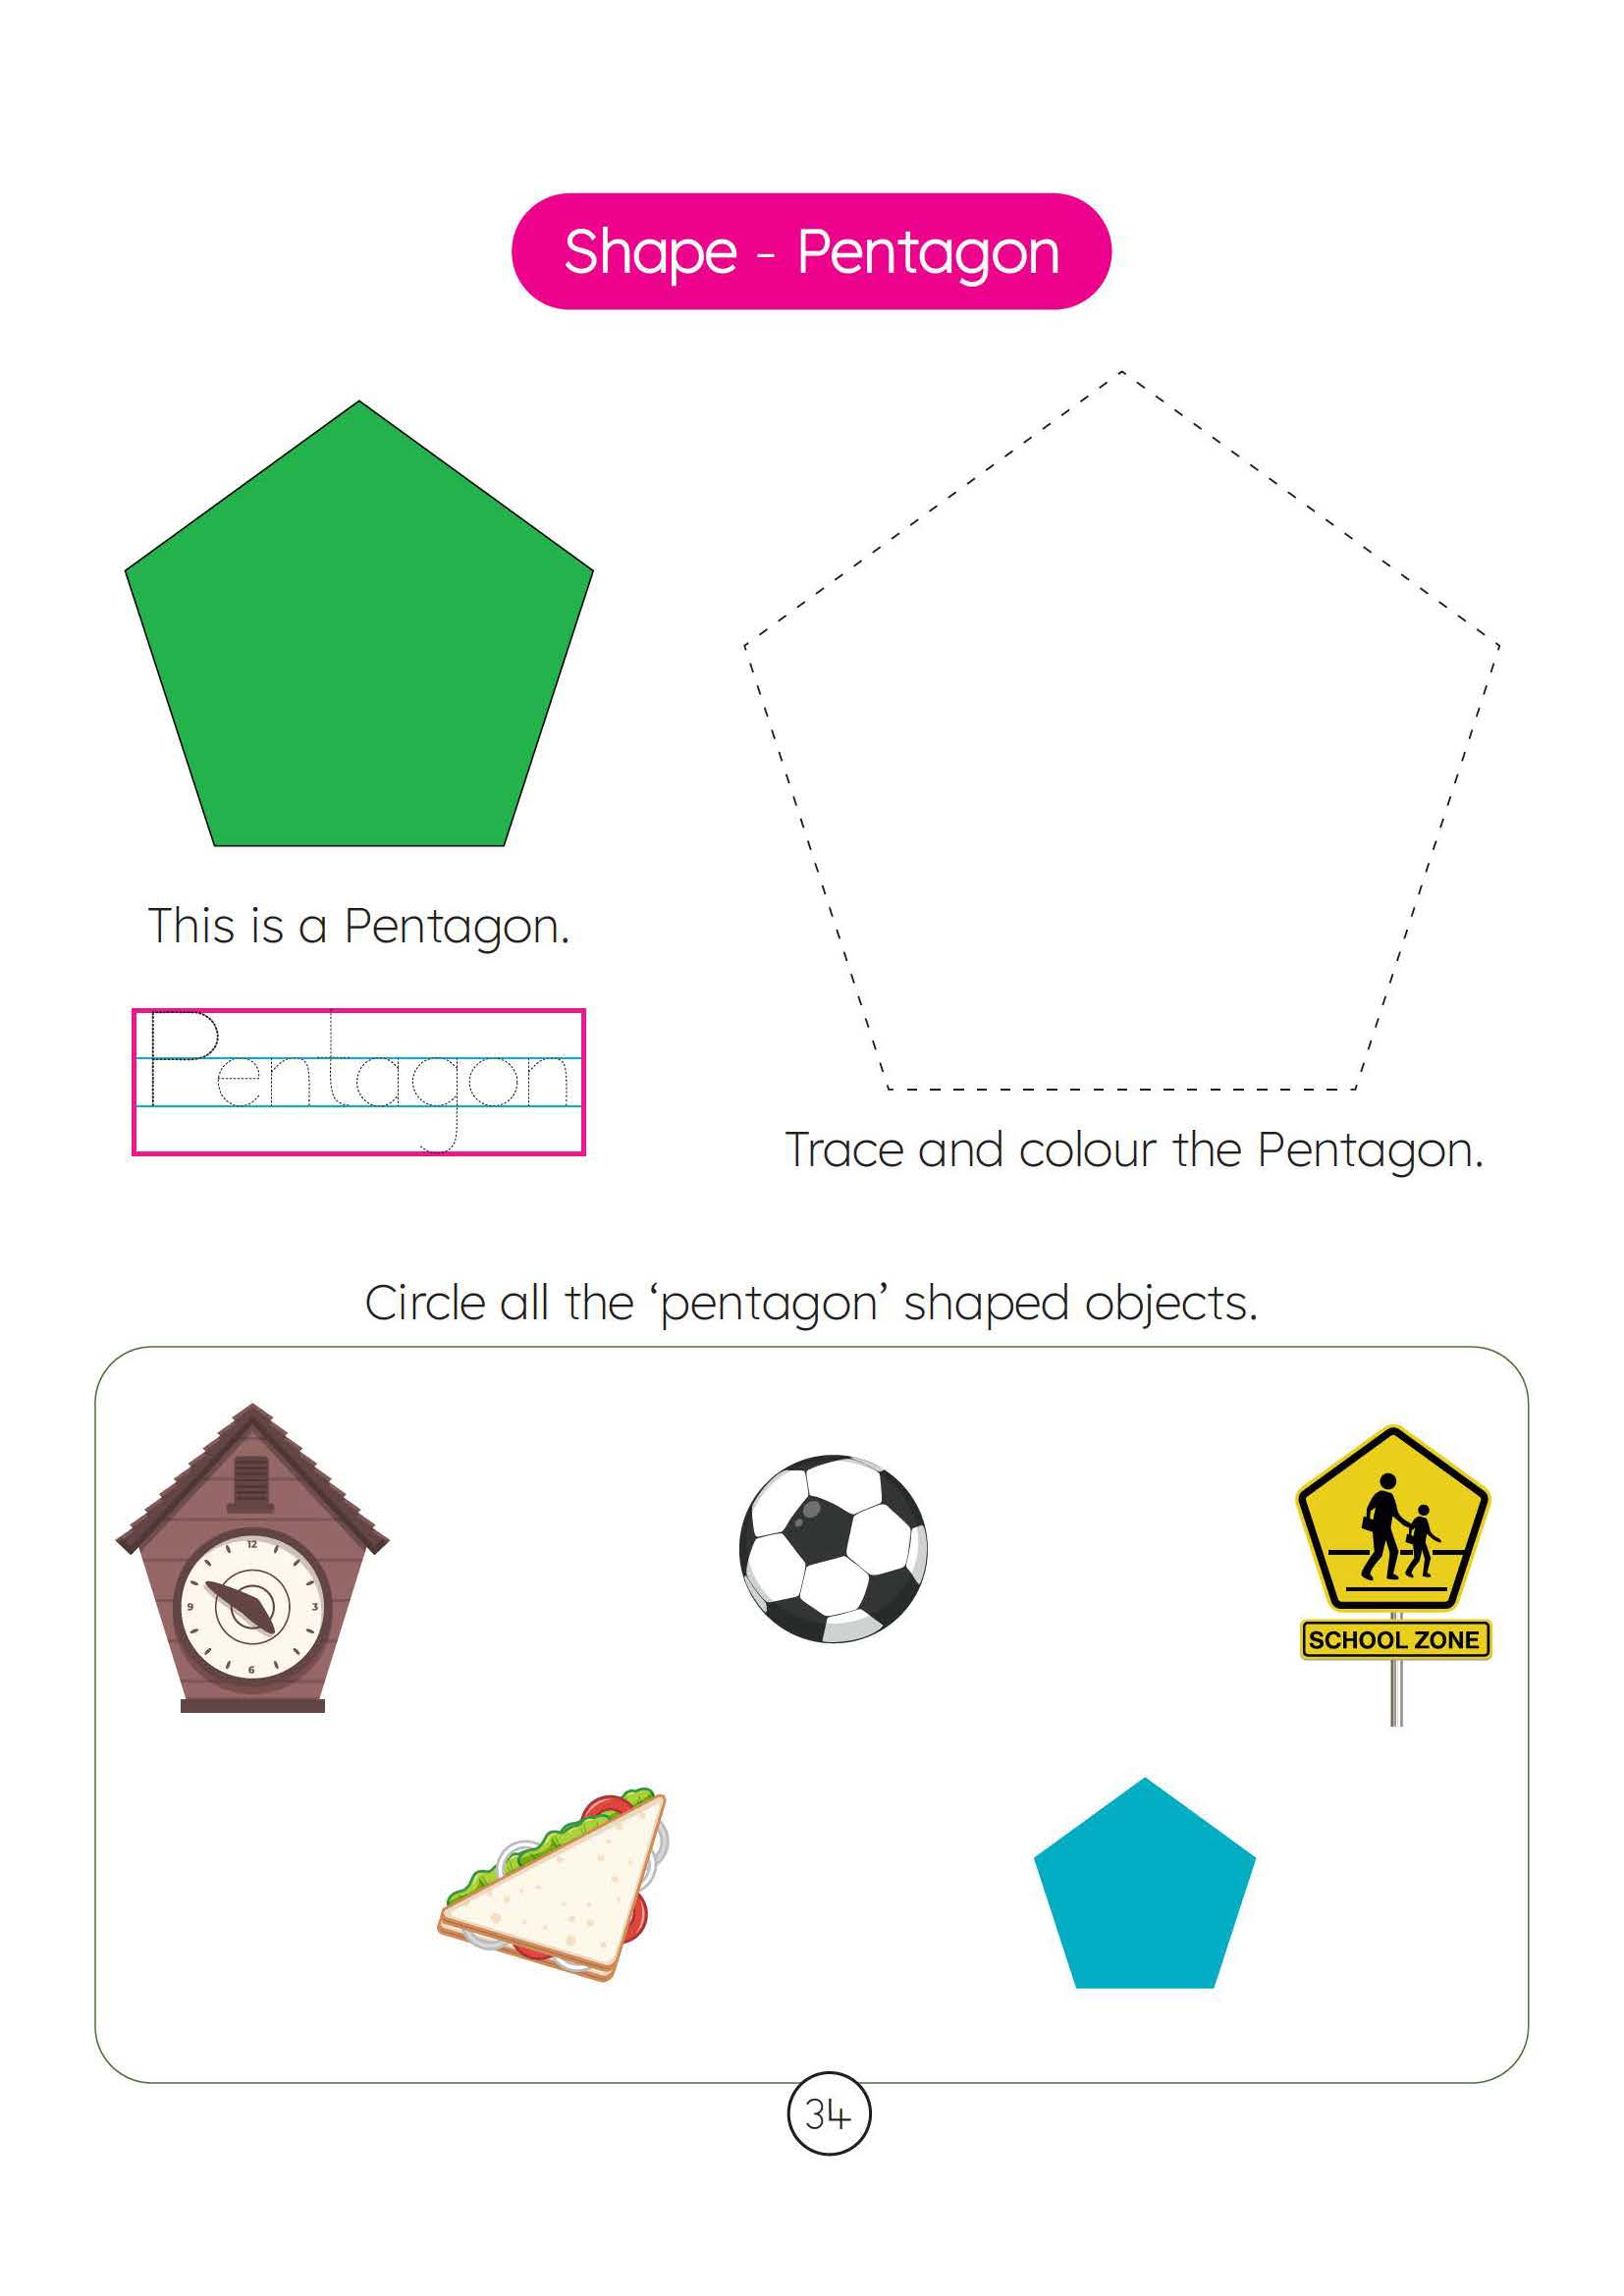 Shape - Pentagon
This is a Pentagon.
Pentagon
Trace and colour the Pentagon.
Circle all the ‘pentagon’ shaped objects.
12
9
3
6
SCHOOL ZONE
34